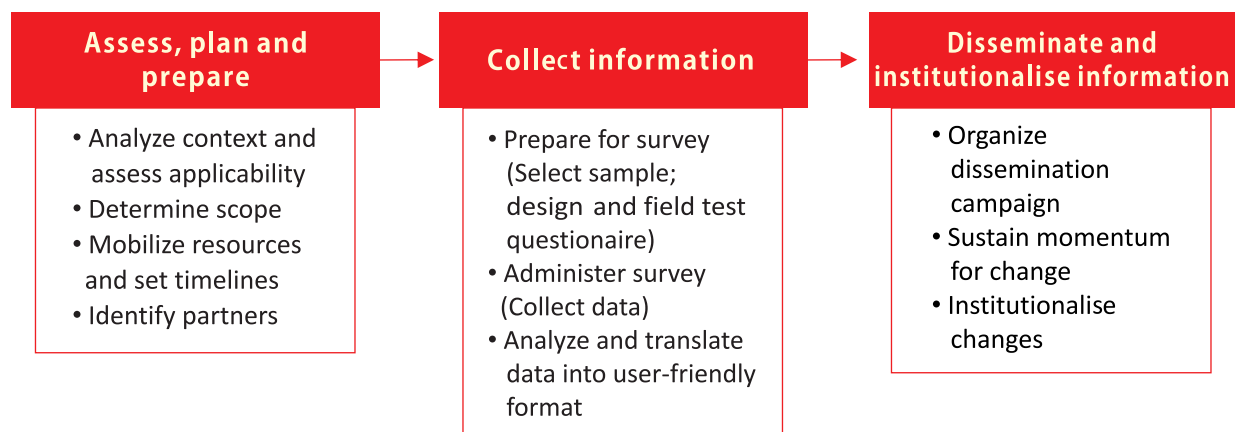 Assess, plan and
prepare
• Analyze context and
assess applicability
• Determine scope
• Mobilize resources
and set timelines
• Identify partners
Collect information
• Prepare for survey
(Select sample;
design and field test
questionaire)
• Administer survey
(Collect data)
• Analyze and translate
data into user-friendly
format
Disseminate and
institutionalise information
• Organize
dissemination
campaign
• Sustain momentum
for change
• Institutionalise
changes